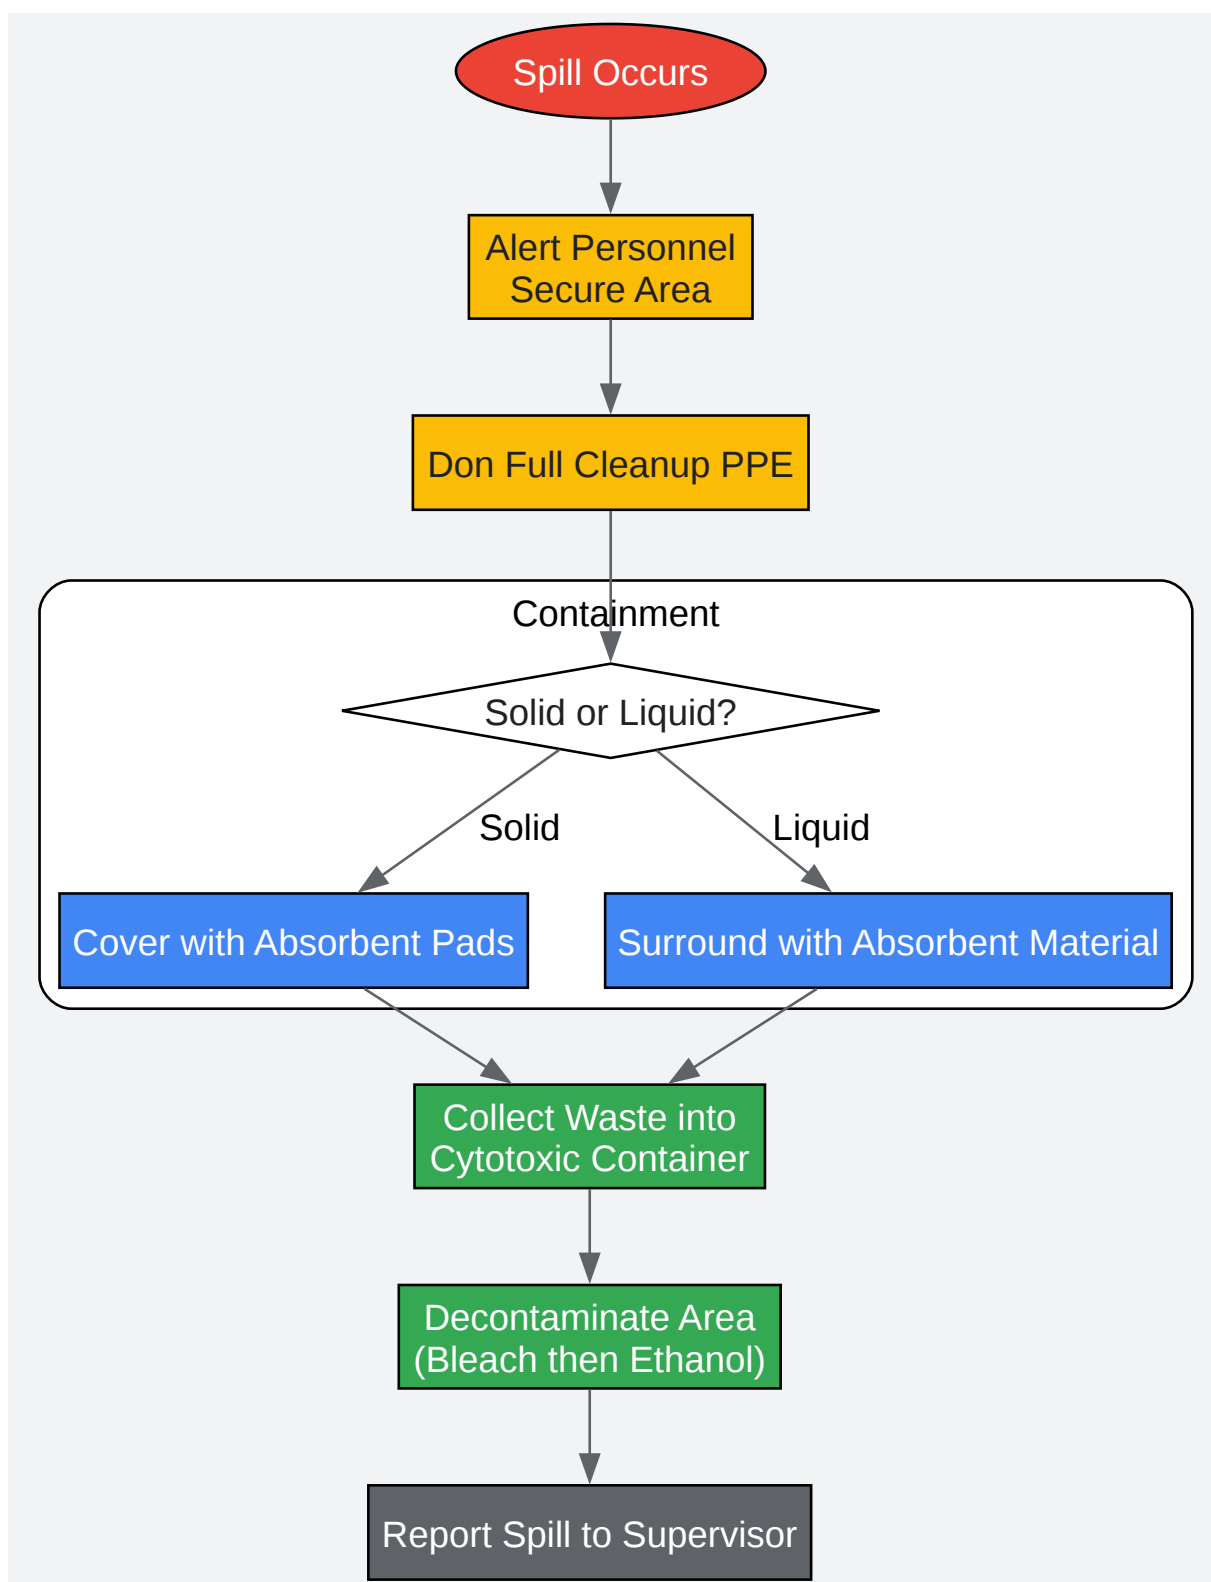 Spill Occurs
Alert Personnel
Secure Area
Don Full Cleanup PPE
Containment
Solid or Liquid?
Solid
Liquid
Cover with Absorbent Pads
Surround with Absorbent Material
Collect Waste into
Cytotoxic Container
Decontaminate Area
(Bleach then Ethanol)
Report Spill to Supervisor